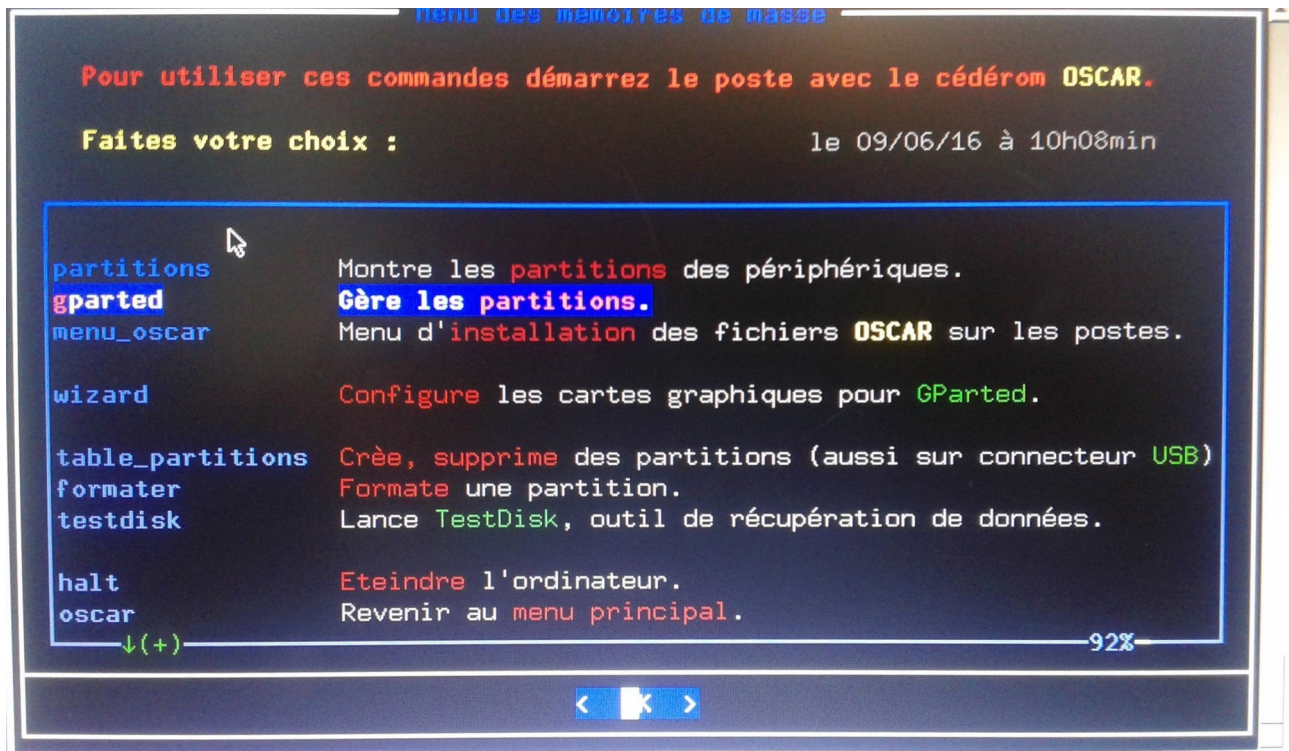 Menu des mémoires de masse
Pour utiliser ces commandes démarrez le poste avec le cédérom OSCAR.
Faites votre choix : le 09/06/16 à 10h08min
partitions Montre les partitions des périphériques.
gparted Gère les partitions.
menu_oscar Menu d'installation des fichiers OSCAR sur les postes.
wizard Configure les cartes graphiques pour GParted.
table_partitions Crèe, supprime des partitions (aussi sur connecteur USB)
formater Formate une partition.
testdisk Lance TestDisk, outil de récupération de données.
halt Eteindre l'ordinateur.
oscar Revenir au menu principal.
↓(+) 92%
< K >